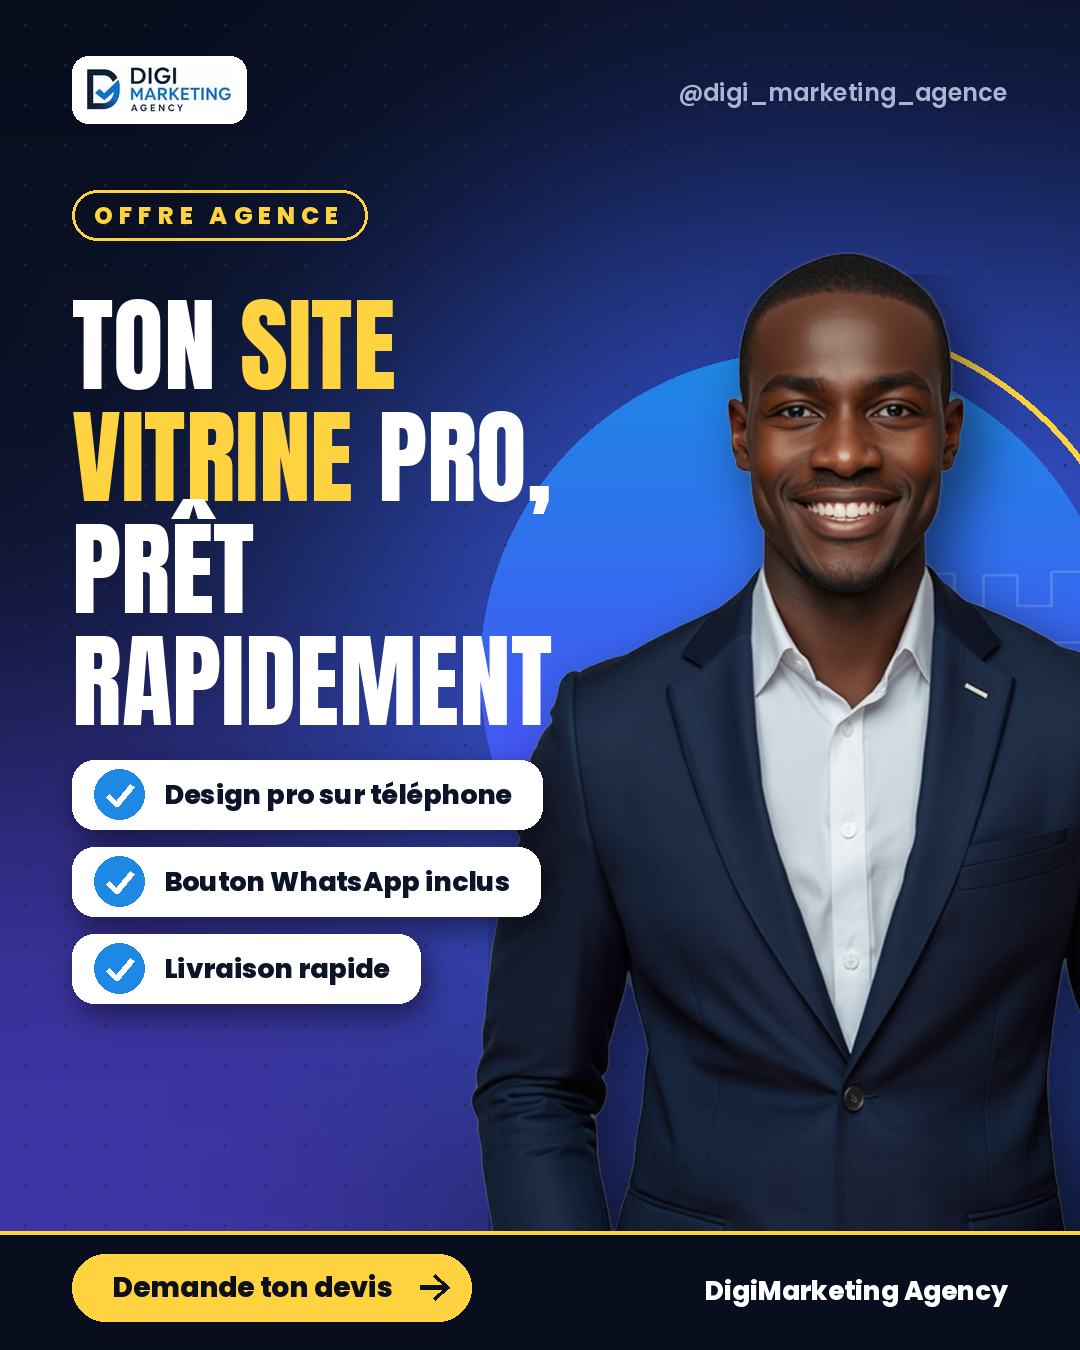 DIGI
MARKETING
AGENCY
@digi_marketing_agence
OFFRE AGENCE
TON SITE
VITRINE PRO,
PRÊT
RAPIDEMENT
Design pro sur téléphone
Bouton WhatsApp inclus
Livraison rapide
Demande ton devis
DigiMarketing Agency